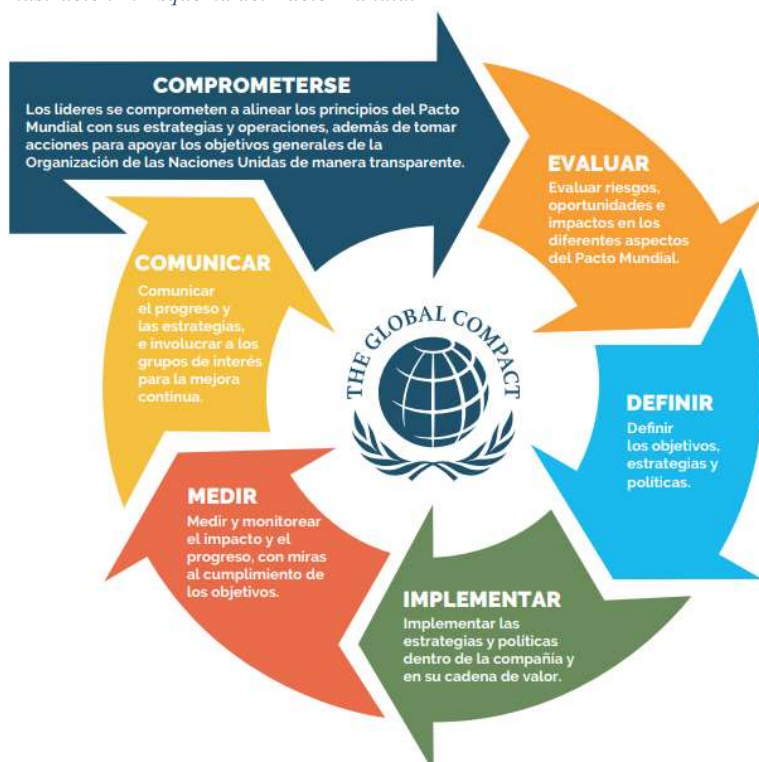 COMPROMETERSE
Los líderes se comprometen a alinear los principios del Pacto
Mundial con sus estrategias y operaciones, además de tomar
acciones para apoyar los objetivos generales de la
Organización de las Naciones Unidas de manera transparente.
EVALUAR
Evaluar riesgos,
oportunidades e
impactos en los
diferentes aspectos
del Pacto Mundial.
DEFINIR
Definir
los objetivos,
estrategias y
políticas.
IMPLEMENTAR
Implementar las
estrategias y políticas
dentro de la compañía y
en su cadena de valor.
MEDIR
Medir y monitorear
el impacto y el
progreso, con miras
al cumplimiento de
los objetivos.
COMUNICAR
Comunicar
el progreso y
las estrategias,
e involucrar a los
grupos de interés
para la mejora
continua.
THE GLOBAL COMPACT